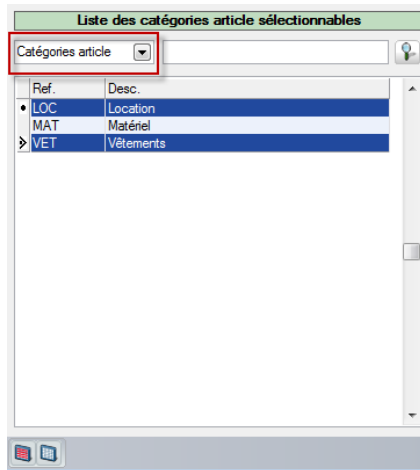 Liste des catégories article sélectionnables
Catégories article
Ref. Desc.
LOC Location
MAT Matériel
VET Vêtements